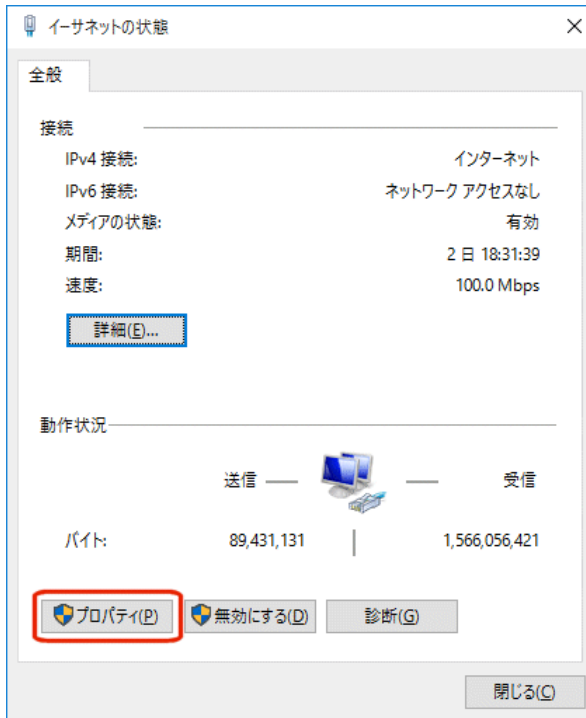 イーサネットの状態
全般
接続
IPv4 接続: インターネット
IPv6 接続: ネットワーク アクセスなし
メディアの状態: 有効
期間: 2 日 18:31:39
速度: 100.0 Mbps
詳細(E)...
動作状況
送信 受信
バイト: 89,431,131 1,566,056,421
プロパティ(P) 無効にする(D) 診断(G)
閉じる(C)